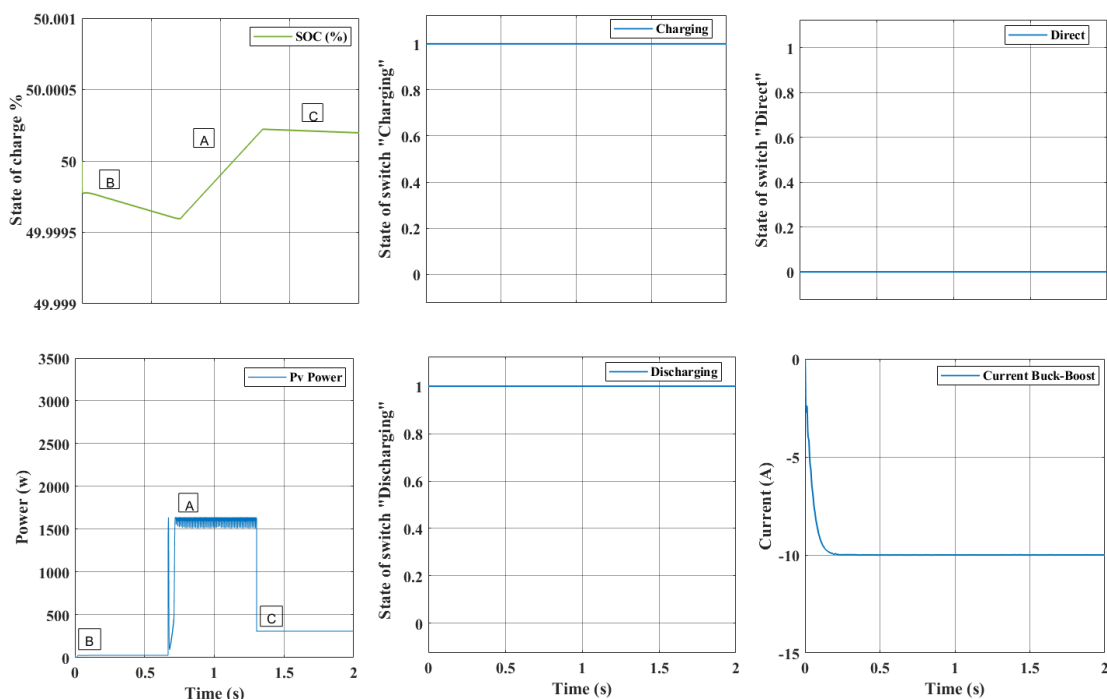 50.001
50.0005
50
49.9995
49.999
State of charge %
SOC (%)
A
B
C
1
0.8
0.6
0.4
0.2
0
State of switch "Charging"
Charging
1
0.8
0.6
0.4
0.2
0
State of switch "Direct"
Direct
3500
3000
2500
2000
1500
1000
500
0
Power (w)
Pv Power
A
B
C
0
0.5
1
1.5
2
Time (s)
1
0.8
0.6
0.4
0.2
0
State of switch "Discharging"
Discharging
0
0.5
1
1.5
2
Time (s)
0
-5
-10
-15
Current (A)
Current Buck-Boost
0
0.5
1
1.5
2
Time (s)